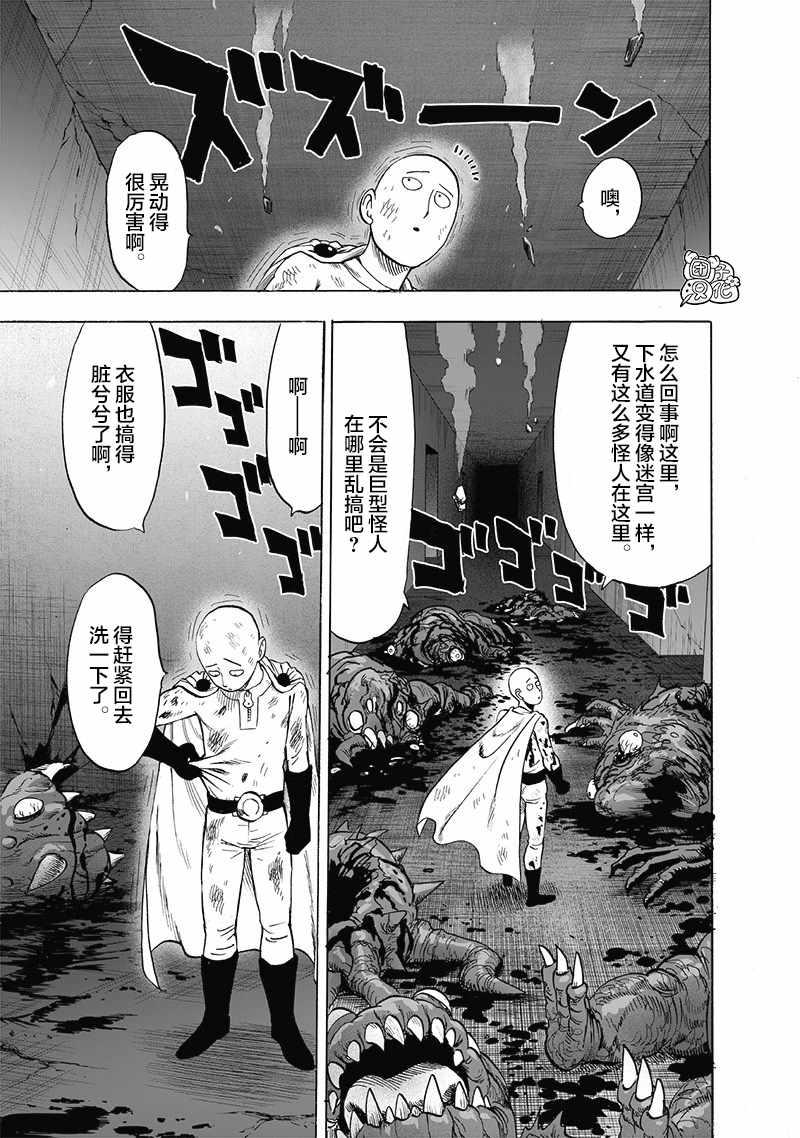 ズズーン
噢，
晃动得
很厉害啊。
团子
汉化
怎么回事啊这里，
下水道变得像迷宫一样，
又有这么多怪人在这里。
不会是巨型怪人
在哪里乱搞吧？
ゴゴゴゴ
啊——啊
ゴゴゴゴ
衣服也搞得
脏兮兮了啊，
得赶紧回去
洗一下了。